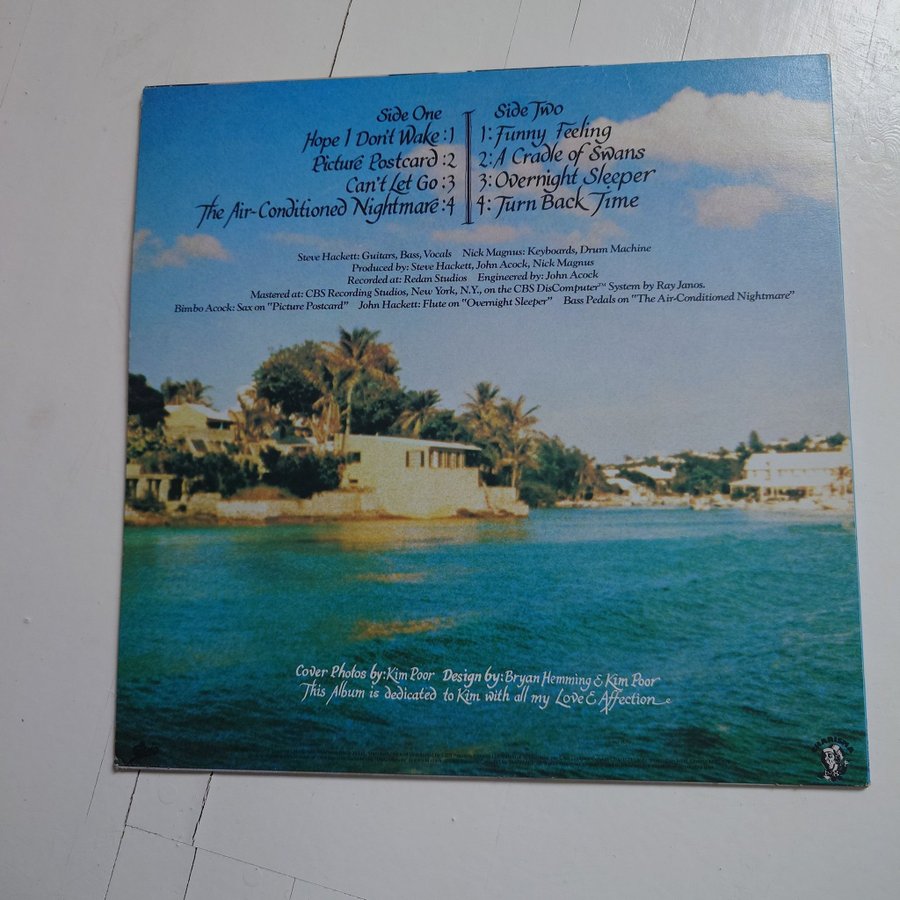 Side One
Hope I Don't Wake :1
Picture Postcard :2
Can't Let Go :3
The Air-Conditioned Nightmare :4
Side Two
1: Funny Feeling
2: A Cradle of Swans
3: Overnight Sleeper
4: Turn Back Time
Steve Hackett: Guitars, Bass, Vocals Nick Magnus: Keyboards, Drum Machine
Produced by: Steve Hackett, John Acock, Nick Magnus
Recorded at: Redan Studios Engineered by: John Acock
Mastered at: CBS Recording Studios, New York, N.Y., on the CBS DisComputer™ System by Ray Janos.
Bimbo Acock: Sax on "Picture Postcard" John Hackett: Flute on "Overnight Sleeper" Bass Pedals on "The Air-Conditioned Nightmare"
Cover Photos by: Kim Poor Design by: Bryan Hemming & Kim Poor
This Album is dedicated to Kim with all my Love & Affection
CHARISMA